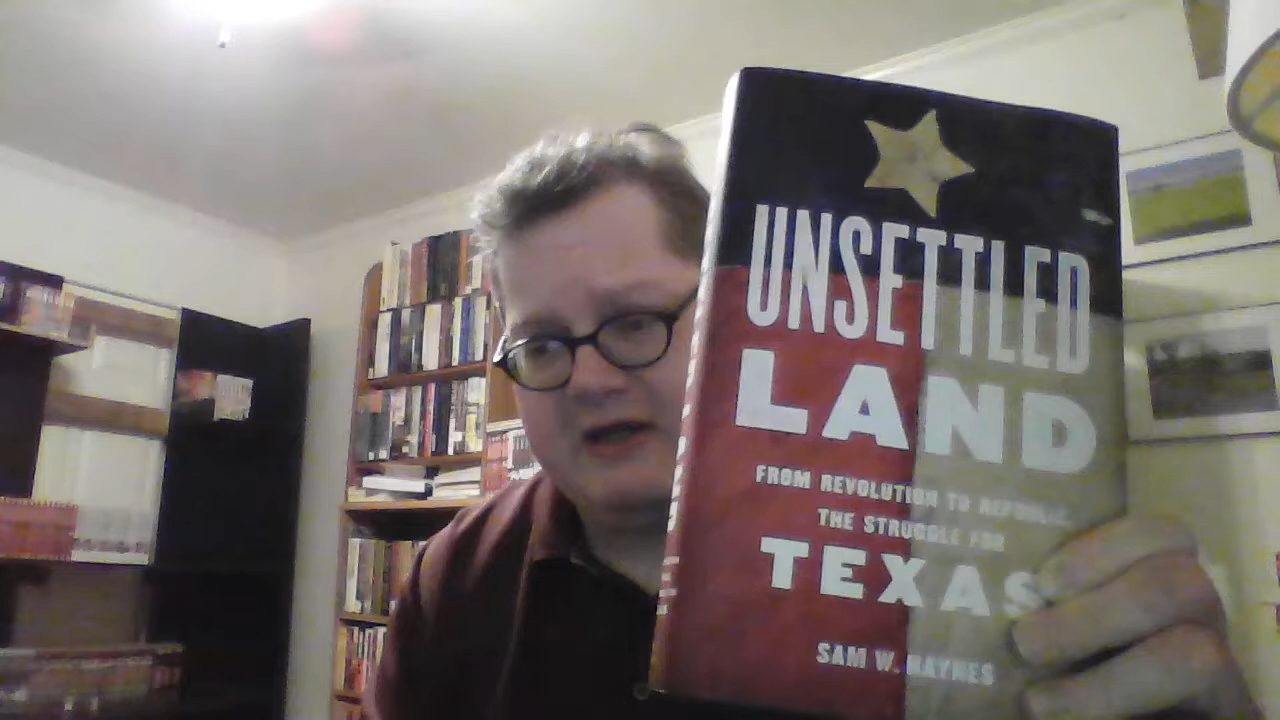 UNSETTLED
LAND
FROM REVOLUTION TO REPUBLIC,
THE STRUGGLE FOR
TEXAS
SAM W. HAYNES